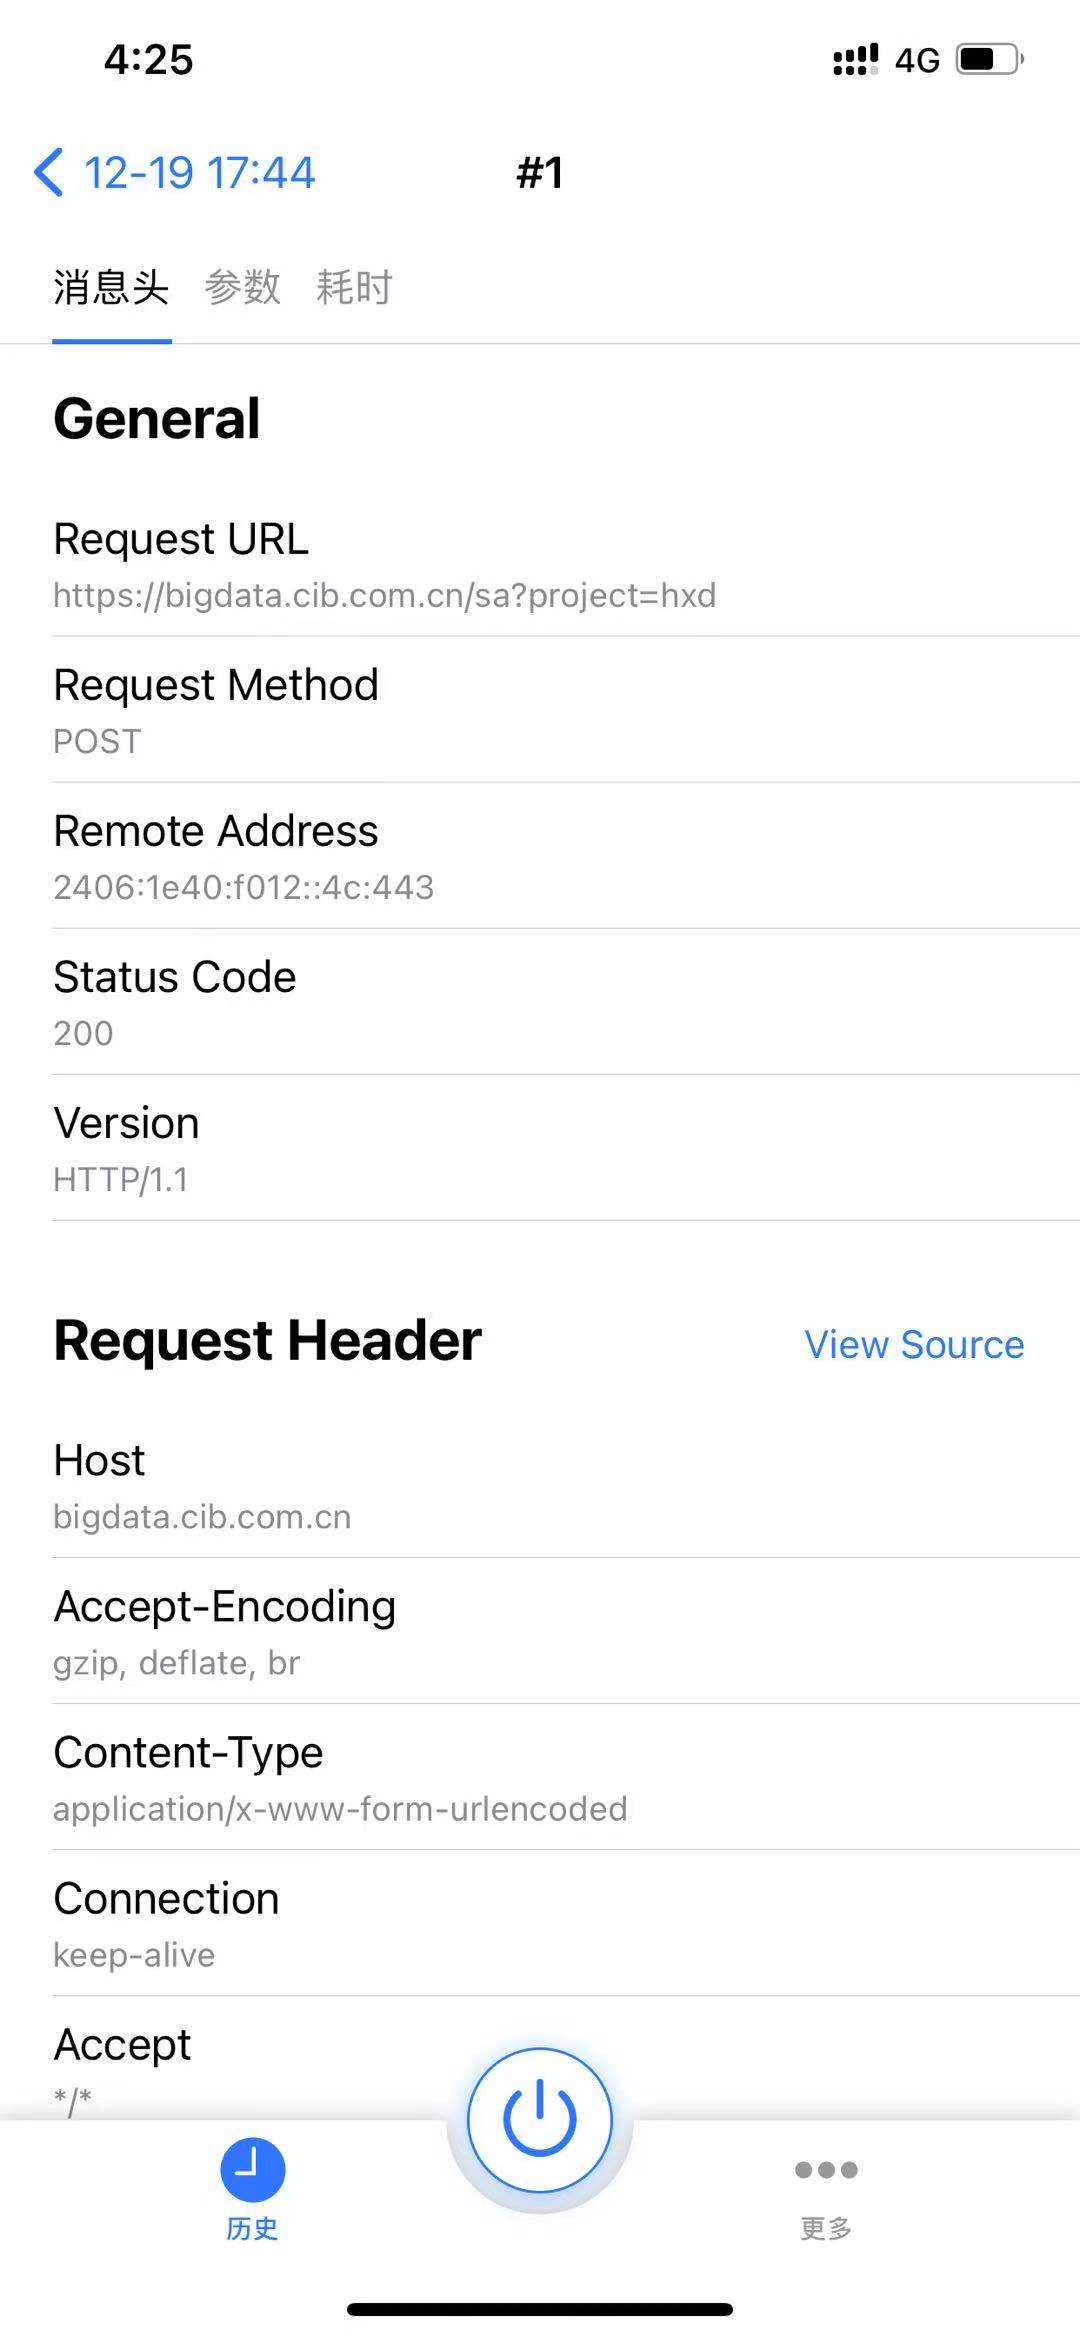 4:25
4G
12-19 17:44
#1
消息头 参数 耗时
General
Request URL
https://bigdata.cib.com.cn/sa?project=hxd
Request Method
POST
Remote Address
2406:1e40:f012::4c:443
Status Code
200
Version
HTTP/1.1
Request Header
View Source
Host
bigdata.cib.com.cn
Accept-Encoding
gzip, deflate, br
Content-Type
application/x-www-form-urlencoded
Connection
keep-alive
Accept
*/*
历史
更多